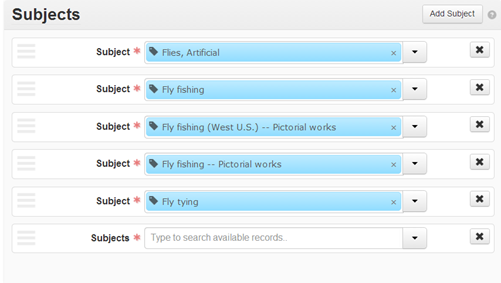 Subjects Add Subject ?
Subject * Flies, Artificial ×
Subject * Fly fishing ×
Subject * Fly fishing (West U.S.) -- Pictorial works ×
Subject * Fly fishing -- Pictorial works ×
Subject * Fly tying ×
Subjects * Type to search available records..